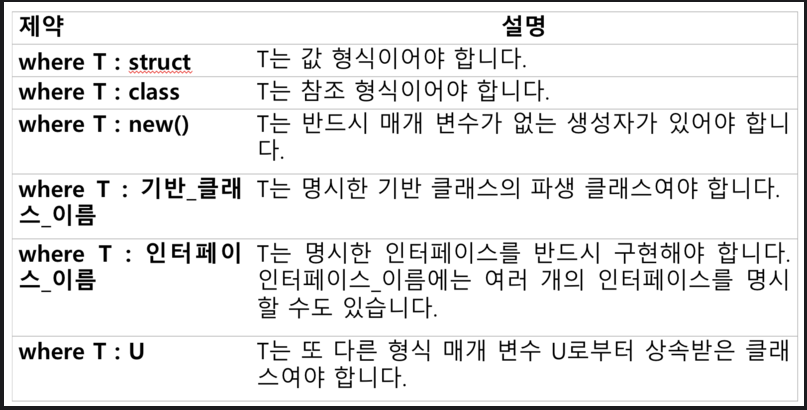 제약 설명
where T : struct T는 값 형식이어야 합니다.
where T : class T는 참조 형식이어야 합니다.
where T : new() T는 반드시 매개 변수가 없는 생성자가 있어야 합니
다.
where T : 기반_클래 T는 명시한 기반 클래스의 파생 클래스여야 합니다.
스_이름
where T : 인터페이 T는 명시한 인터페이스를 반드시 구현해야 합니다.
스_이름 인터페이스_이름에는 여러 개의 인터페이스를 명시
할 수도 있습니다.
where T : U T는 또 다른 형식 매개 변수 U로부터 상속받은 클래
스여야 합니다.